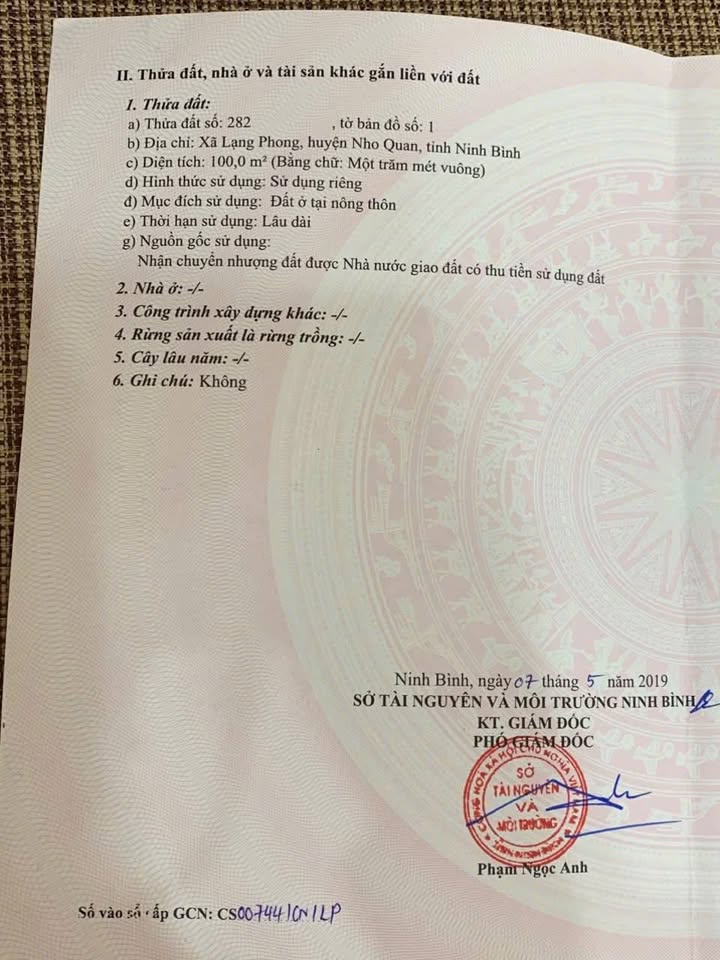 II. Thửa đất, nhà ở và tài sản khác gắn liền với đất
1. Thửa đất:
a) Thửa đất số: 282 , tờ bản đồ số: 1
b) Địa chỉ: Xã Lạng Phong, huyện Nho Quan, tỉnh Ninh Bình
c) Diện tích: 100,0 m² (Bằng chữ: Một trăm mét vuông)
d) Hình thức sử dụng: Sử dụng riêng
đ) Mục đích sử dụng: Đất ở tại nông thôn
e) Thời hạn sử dụng: Lâu dài
g) Nguồn gốc sử dụng:
Nhận chuyển nhượng đất được Nhà nước giao đất có thu tiền sử dụng đất
2. Nhà ở: -/-
3. Công trình xây dựng khác: -/-
4. Rừng sản xuất là rừng trồng: -/-
5. Cây lâu năm: -/-
6. Ghi chú: Không
Ninh Bình, ngày 07 tháng 5 năm 2019
SỞ TÀI NGUYÊN VÀ MÔI TRƯỜNG NINH BÌNH
KT. GIÁM ĐỐC
PHÓ GIÁM ĐỐC
SỞ
TÀI NGUYÊN
VÀ
MÔI TRƯỜNG
Phạm Ngọc Anh
Số vào sổ cấp GCN: CS00744/CN/LP